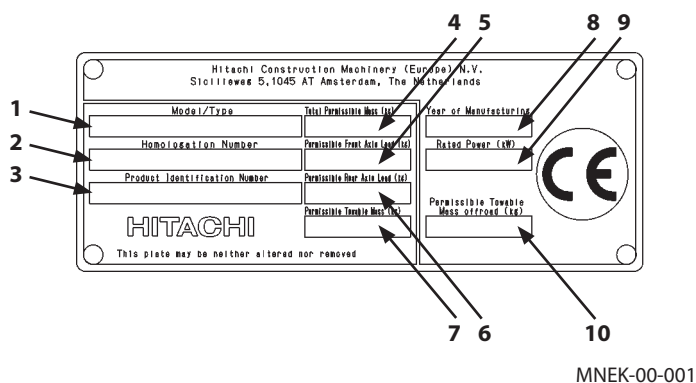 4 5 8 9
Hitachi Construction Machinery (Europe) N.V.
Siciliëweg 5,1045 AT Amsterdam, The Netherlands
1
Model/Type
Total Permissible Mass (kg)
Year of Manufacturing
2
Homologation Number
Permissible Front Axle Load (kg)
Rated Power (kW)
3
Product Identification Number
Permissible Rear Axle Load (kg)
CE
Permissible Towable
Mass offroad (kg)
HITACHI
Permissible Towable Mass (kg)
This plate may be neither altered nor removed
7 6 10
MNEK-00-001